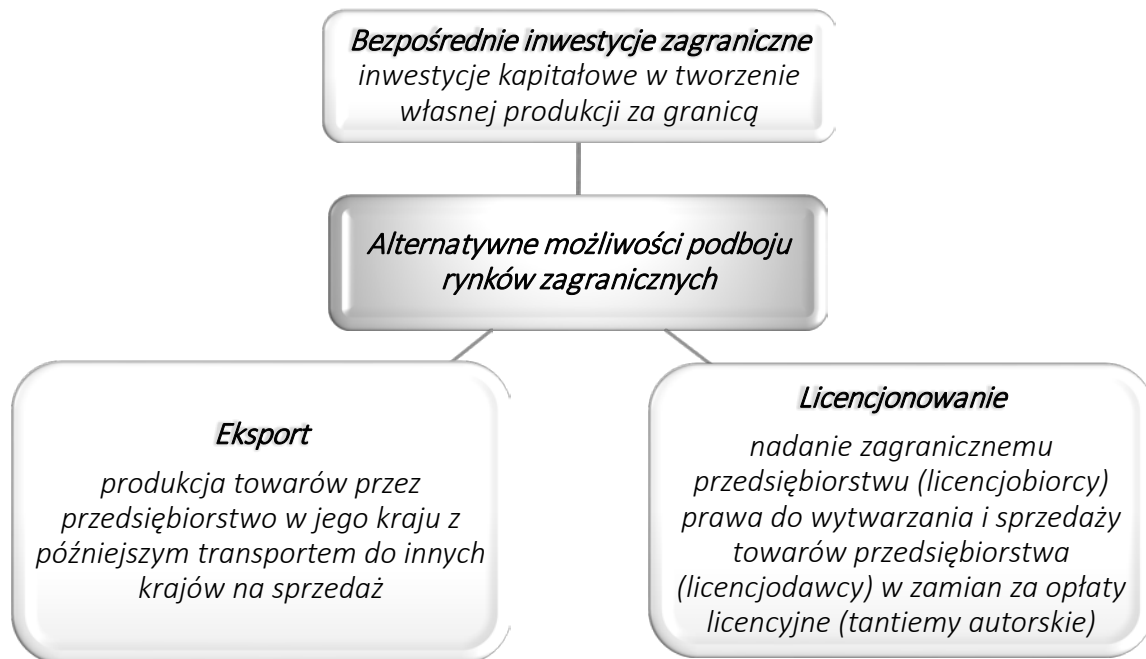 Bezpośrednie inwestycje zagraniczne
inwestycje kapitałowe w tworzenie
własnej produkcji za granicą
Alternatywne możliwości podboju
rynków zagranicznych
Eksport
produkcja towarów przez
przedsiębiorstwo w jego kraju z
późniejszym transportem do innych
krajów na sprzedaż
Licencjonowanie
nadanie zagranicznemu
przedsiębiorstwu (licencjobiorcy)
prawa do wytwarzania i sprzedaży
towarów przedsiębiorstwa
(licencjodawcy) w zamian za opłaty
licencyjne (tantiemy autorskie)